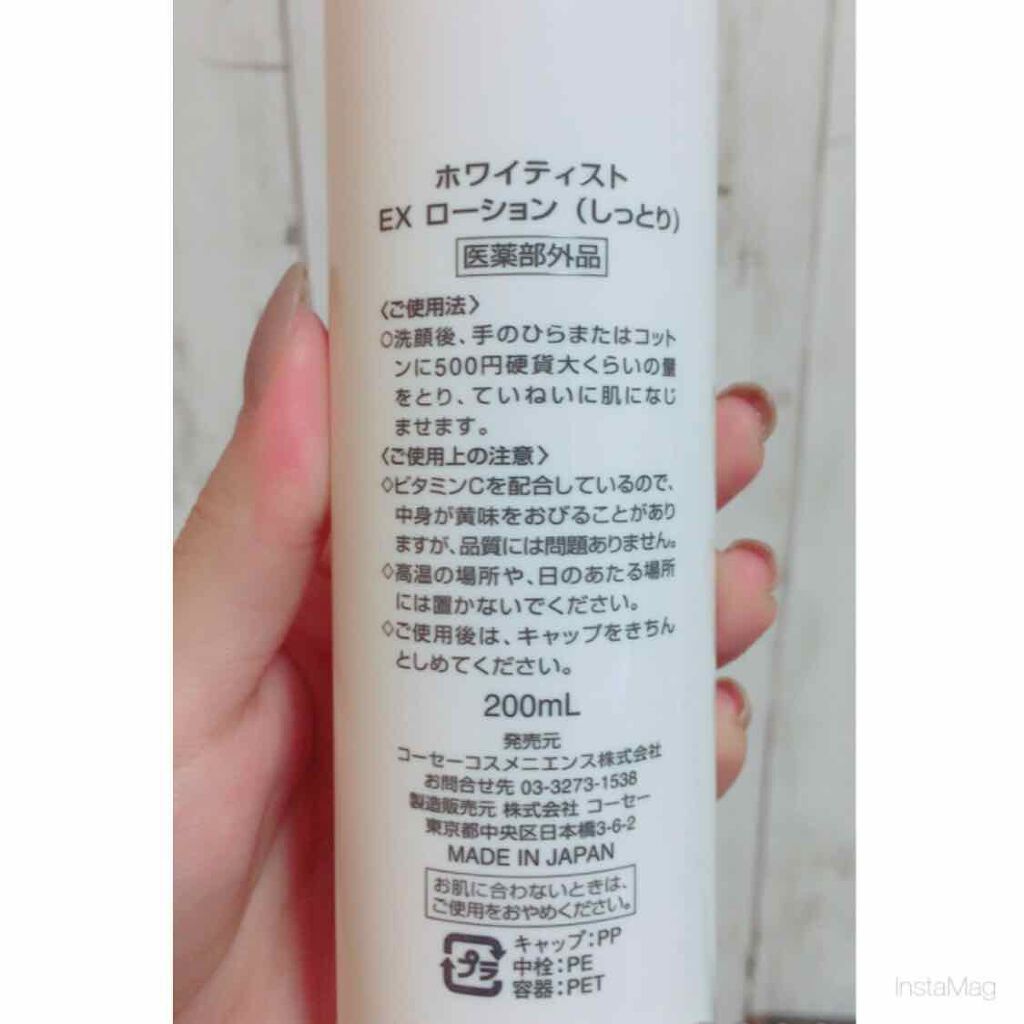 ホワイティスト
EX ローション (しっとり)
医薬部外品
〈ご使用法〉
○洗顔後、手のひらまたはコット
ンに500円硬貨大くらいの量
をとり、ていねいに肌になじ
ませます。
〈ご使用上の注意〉
◇ビタミンCを配合しているので、
中身が黄味をおびることがあり
ますが、品質には問題ありません。
◇高温の場所や、日のあたる場所
には置かないでください。
◇ご使用後は、キャップをきちん
としめてください。
200mL
発売元
コーセーコスメニエンス株式会社
お問合せ先 03-3273-1538
製造販売元 株式会社 コーセー
東京都中央区日本橋3-6-2
MADE IN JAPAN
お肌に合わないときは、
ご使用をおやめください。
プラ
キャップ:PP
中栓:PE
容器:PET
InstaMag